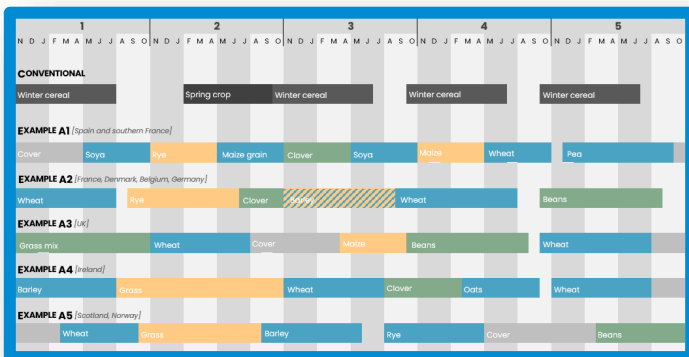 1 2 3 4 5
N D J F M A M J J A S O N D J F M A M J J A S O N D J F M A M J J A S O N D J F M A M J J A S O N D J F M A M J J A S O
CONVENTIONAL
Winter cereal Spring crop Winter cereal Winter cereal Winter cereal
EXAMPLE A1 [Spain and southern France]
Cover Soya Rye Maize grain Clover Soya Maize Wheat Pea
EXAMPLE A2 [France, Denmark, Belgium, Germany]
Wheat Rye Clover Barley Wheat Beans
EXAMPLE A3 [UK]
Grass mix Wheat Cover Maize Beans Wheat
EXAMPLE A4 [Ireland]
Barley Grass Wheat Clover Oats Wheat
EXAMPLE A5 [Scotland, Norway]
Wheat Grass Barley Rye Cover Beans